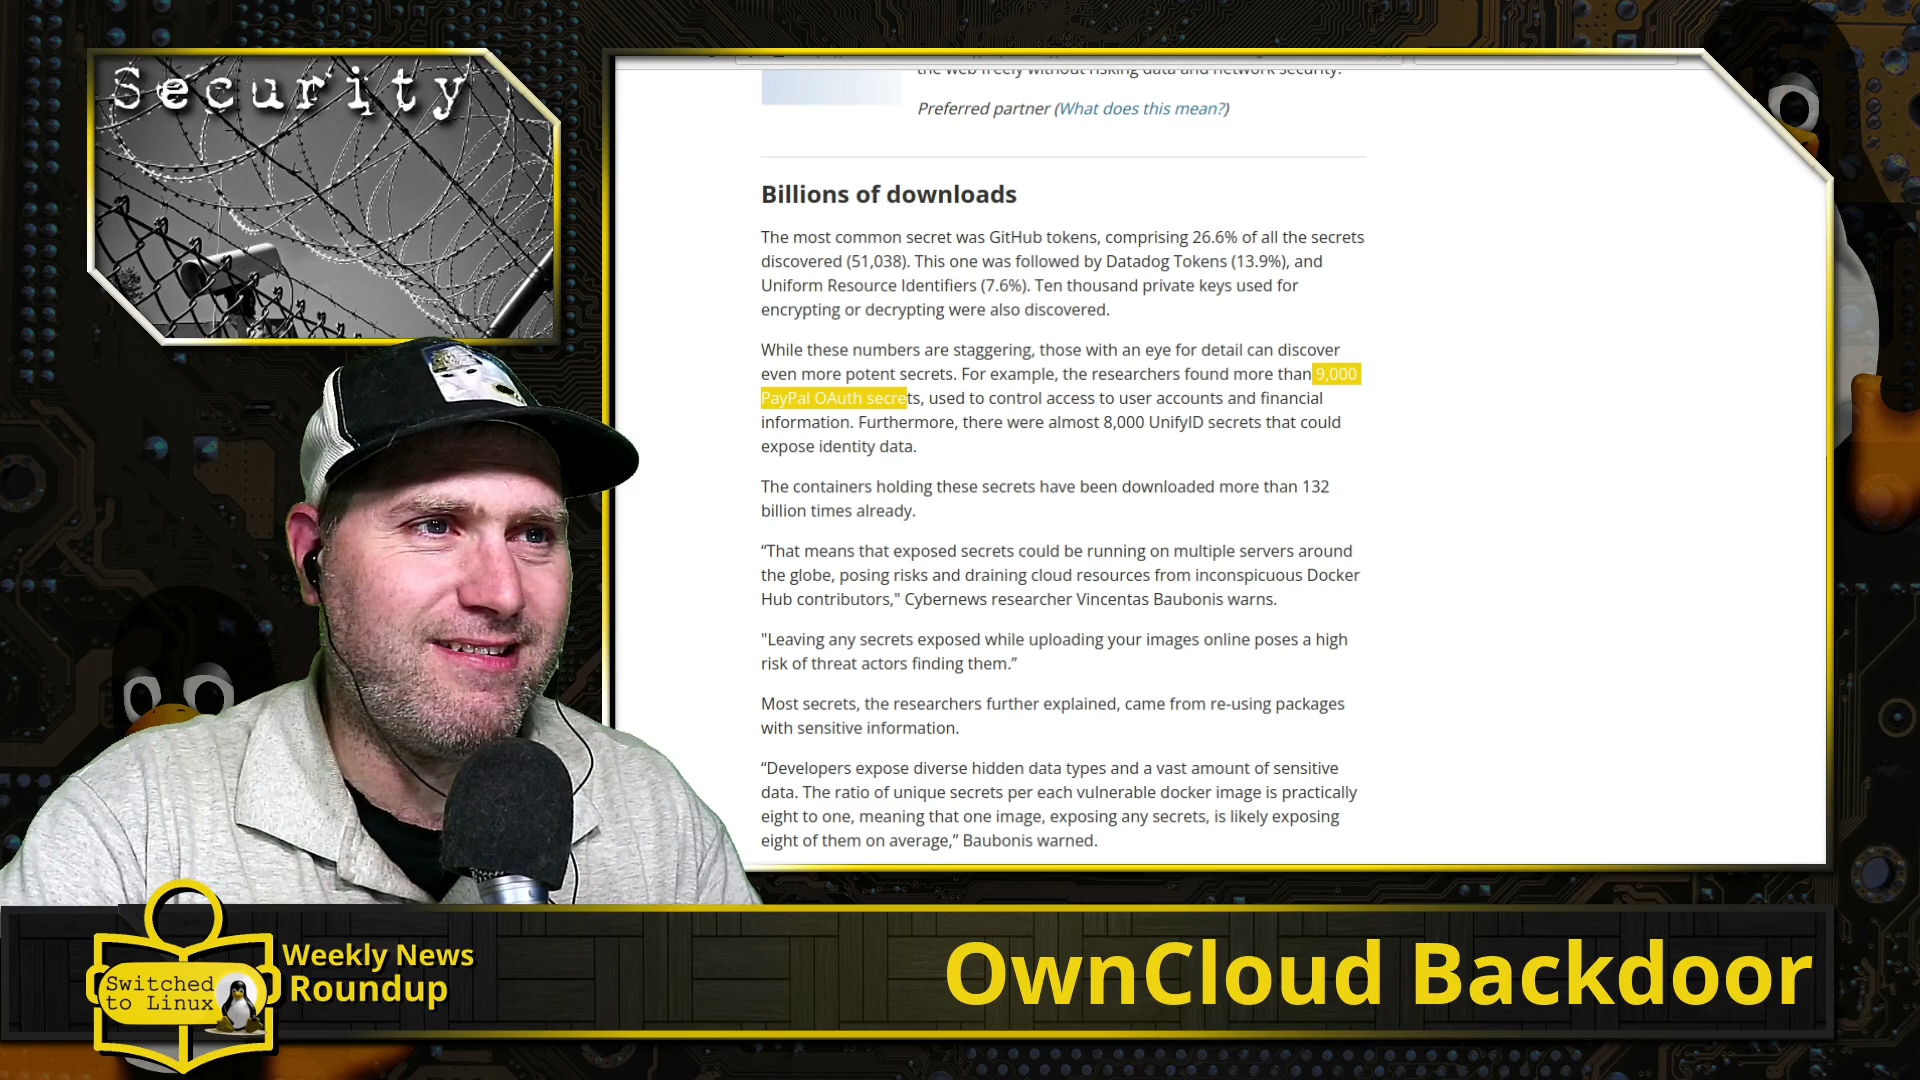 Security
the web freely without risking data and network security.
Preferred partner (What does this mean?)
Billions of downloads
The most common secret was GitHub tokens, comprising 26.6% of all the secrets
discovered (51,038). This one was followed by Datadog Tokens (13.9%), and
Uniform Resource Identifiers (7.6%). Ten thousand private keys used for
encrypting or decrypting were also discovered.
While these numbers are staggering, those with an eye for detail can discover
even more potent secrets. For example, the researchers found more than 9,000
PayPal OAuth secrets, used to control access to user accounts and financial
information. Furthermore, there were almost 8,000 UnifyID secrets that could
expose identity data.
The containers holding these secrets have been downloaded more than 132
billion times already.
“That means that exposed secrets could be running on multiple servers around
the globe, posing risks and draining cloud resources from inconspicuous Docker
Hub contributors," Cybernews researcher Vincentas Baubonis warns.
"Leaving any secrets exposed while uploading your images online poses a high
risk of threat actors finding them.”
Most secrets, the researchers further explained, came from re-using packages
with sensitive information.
“Developers expose diverse hidden data types and a vast amount of sensitive
data. The ratio of unique secrets per each vulnerable docker image is practically
eight to one, meaning that one image, exposing any secrets, is likely exposing
eight of them on average,” Baubonis warned.
Switched
to Linux
Weekly News
Roundup
OwnCloud Backdoor